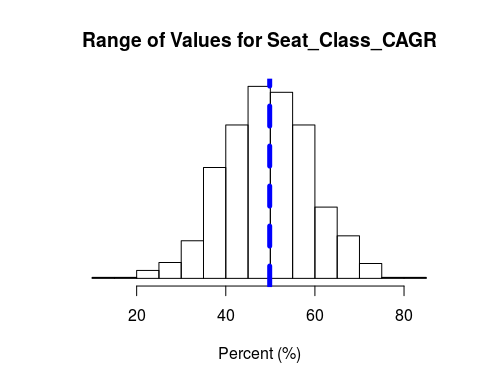 Range of Values for Seat_Class_CAGR
20 40 60 80
Percent (%)